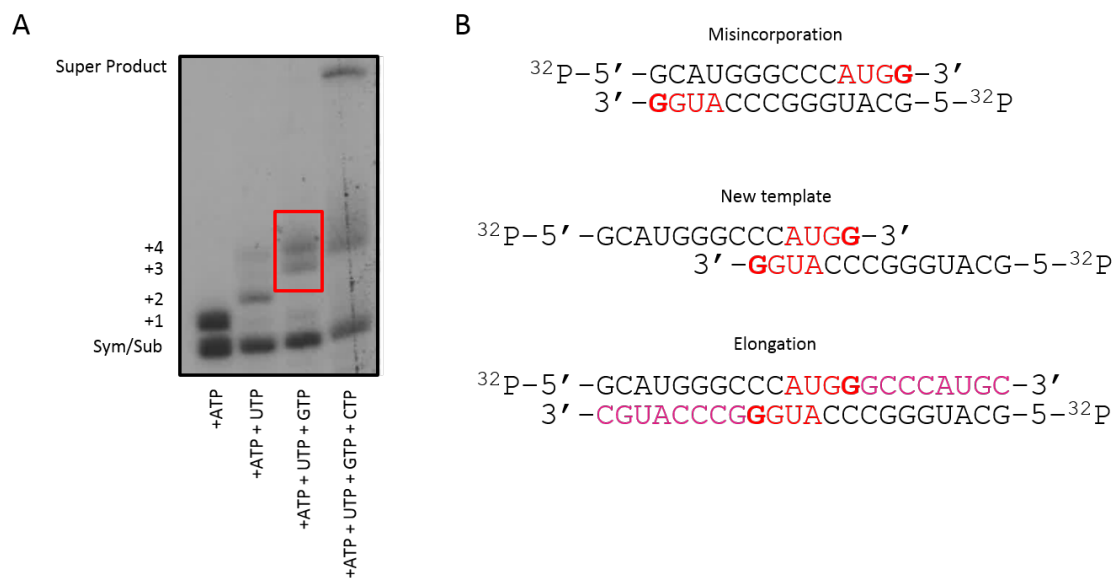 A
Super Product
+4
+3
+2
+1
Sym/Sub
+ATP
+ATP + UTP
+ATP + UTP + GTP
+ATP + UTP + GTP + CTP
B
Misincorporation
32P-5′-GCAUGGGCCCAUGG-3′
3′-GGUACCCGGGUACG-5-32P
New template
32P-5′-GCAUGGGCCCAUGG-3′
3′-GGUACCCGGGUACG-5-32P
Elongation
32P-5′-GCAUGGGCCCAUGGGCCCAUGC-3′
3′-CGUACCCGGGUACCCGGGUACG-5-32P